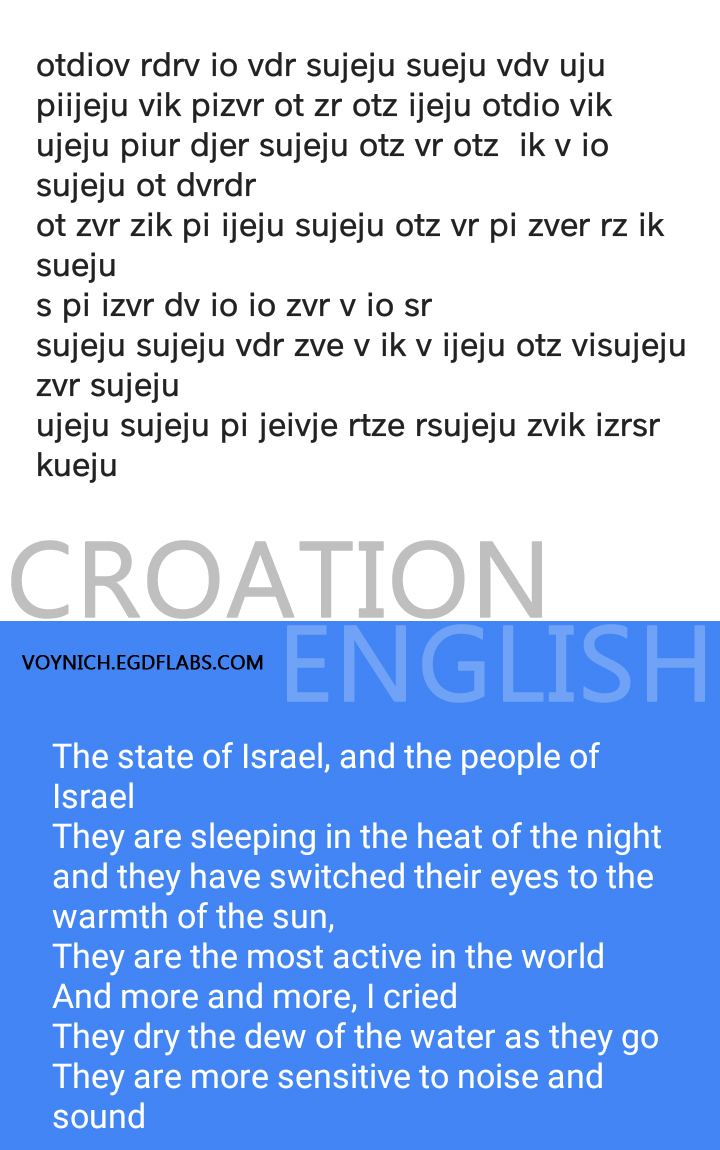 otdiov rdrv io vdr sujeju sueju vdv uju
piijeju vik pizvr ot zr otz ijeju otdio vik
ujeju piur djer sujeju otz vr otz  ik v io
sujeju ot dvrdr
ot zvr zik pi ijeju sujeju otz vr pi zver rz ik
sueju
s pi izvr dv io io zvr v io sr
sujeju sujeju vdr zve v ik v ijeju otz visujeju
zvr sujeju
ujeju sujeju pi jeivje rtze rsujeju zvik izrsr
kueju
CROATION
ENGLISH
VOYNICH.EGDFLABS.COM
The state of Israel, and the people of
Israel
They are sleeping in the heat of the night
and they have switched their eyes to the
warmth of the sun,
They are the most active in the world
And more and more, I cried
They dry the dew of the water as they go
They are more sensitive to noise and
sound